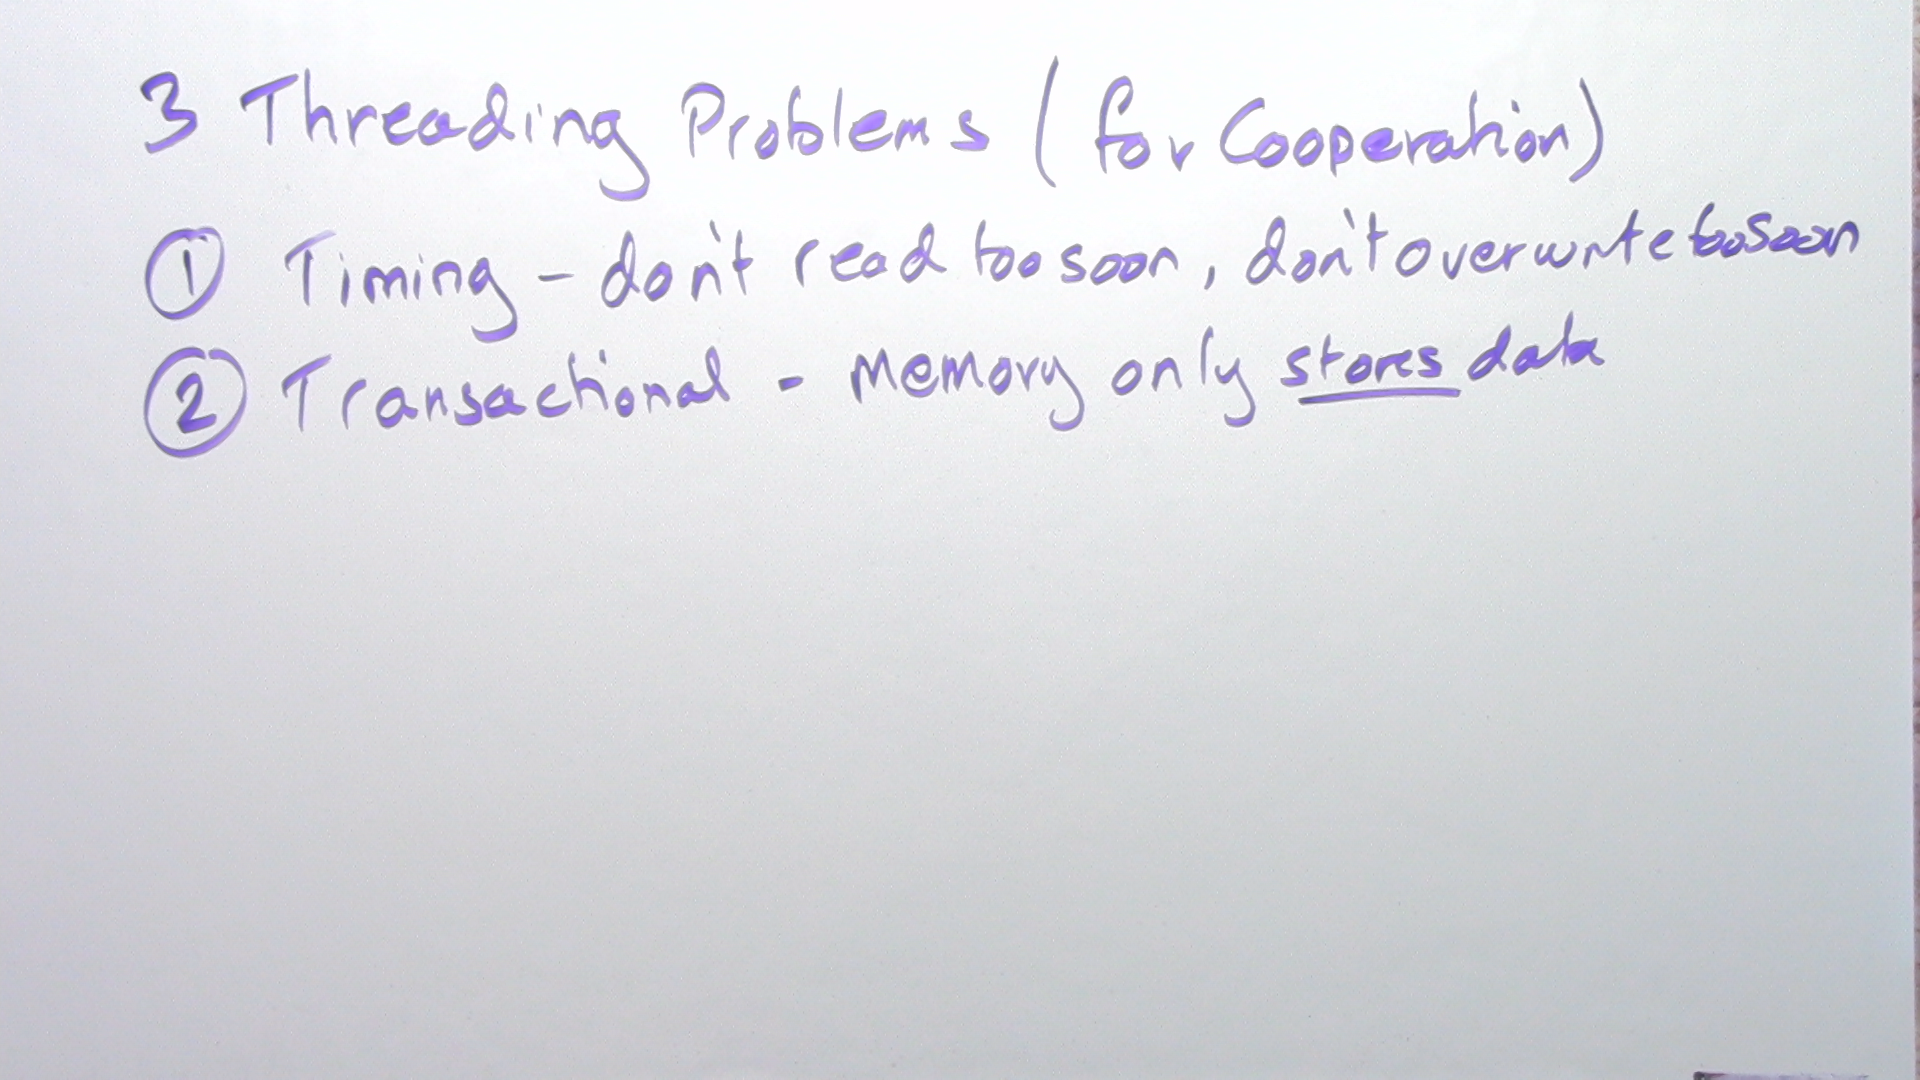 3 Threading Problems (for Cooperation)
① Timing – don't read too soon, don't overwrite too soon
② Transactional - Memory only stores data